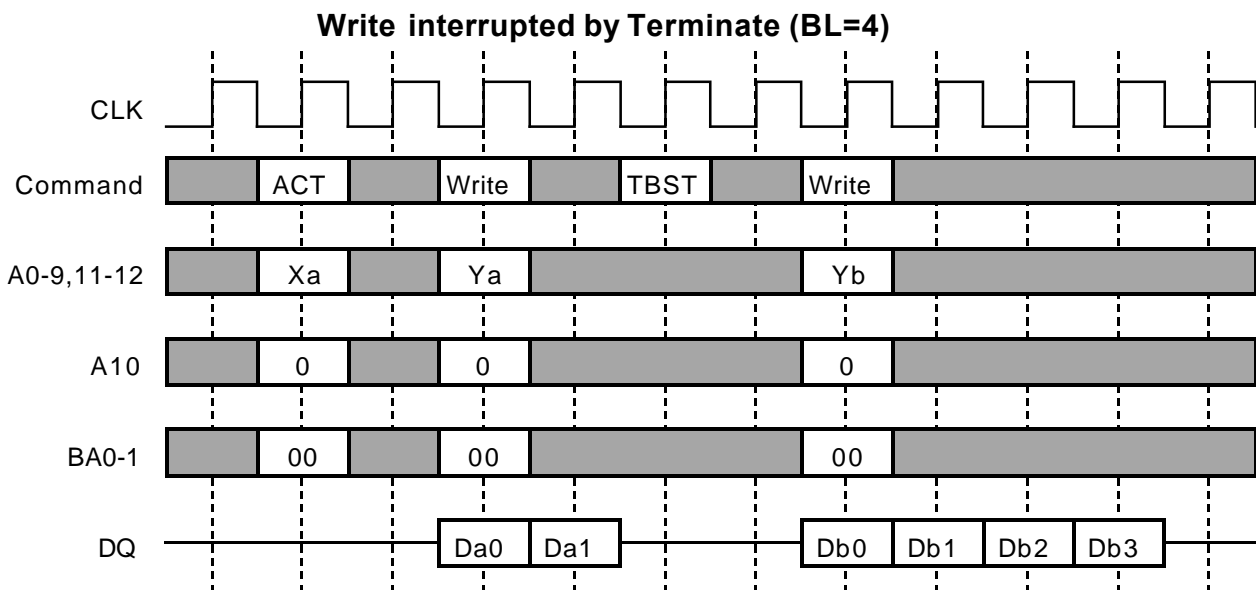 Write interrupted by Terminate (BL=4)
CLK
Command ACT Write TBST Write
A0-9,11-12 Xa Ya Yb
A10 0 0 0
BA0-1 00 00 00
DQ Da0 Da1 Db0 Db1 Db2 Db3